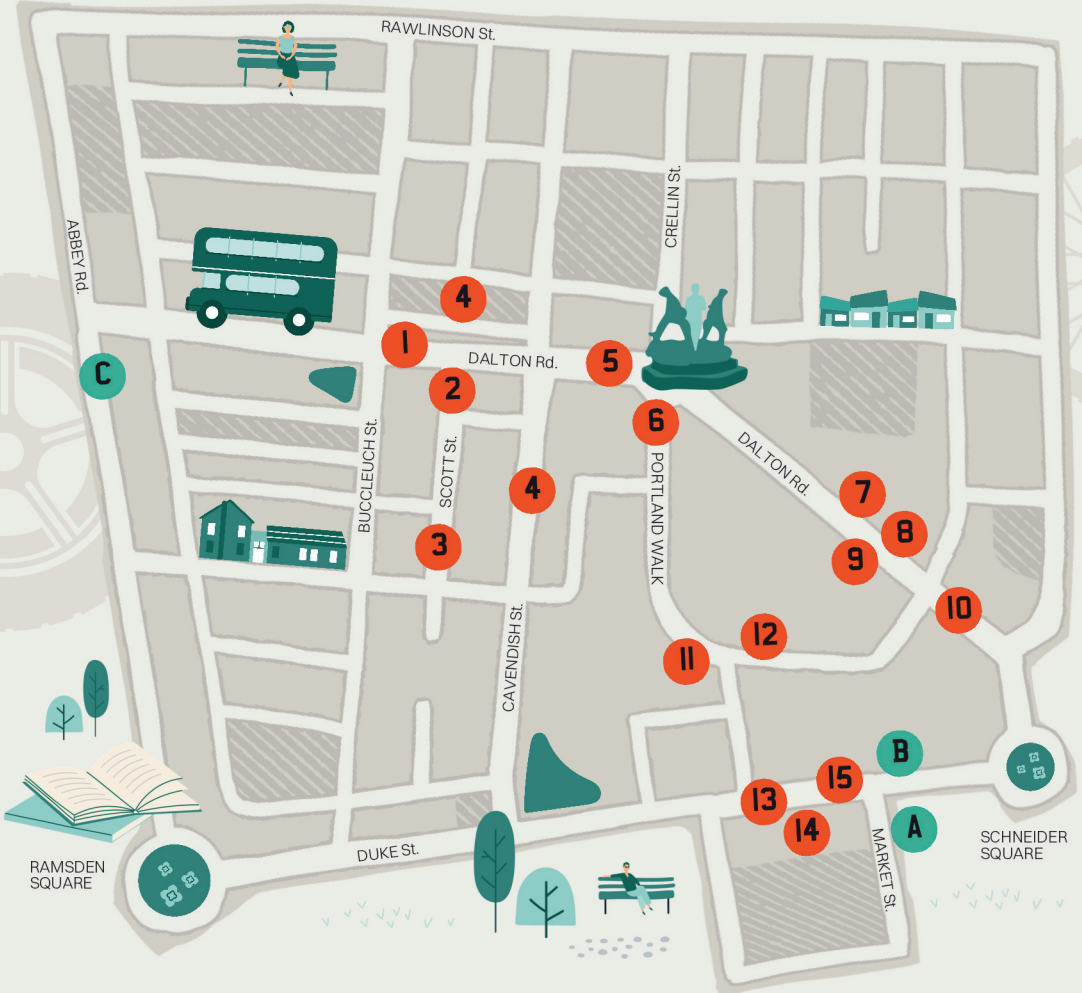 RAWLINSON St.
CRELLIN St.
ABBEY Rd.
4
1
DALTON Rd.
5
C
2
6
BUCCLEUCH St.
SCOTT St.
DALTON Rd.
4
PORTLAND WALK
7
3
8
9
10
12
11
CAVENDISH St.
B
15
13
14
A
MARKET St.
SCHNEIDER
SQUARE
DUKE St.
RAMSDEN
SQUARE